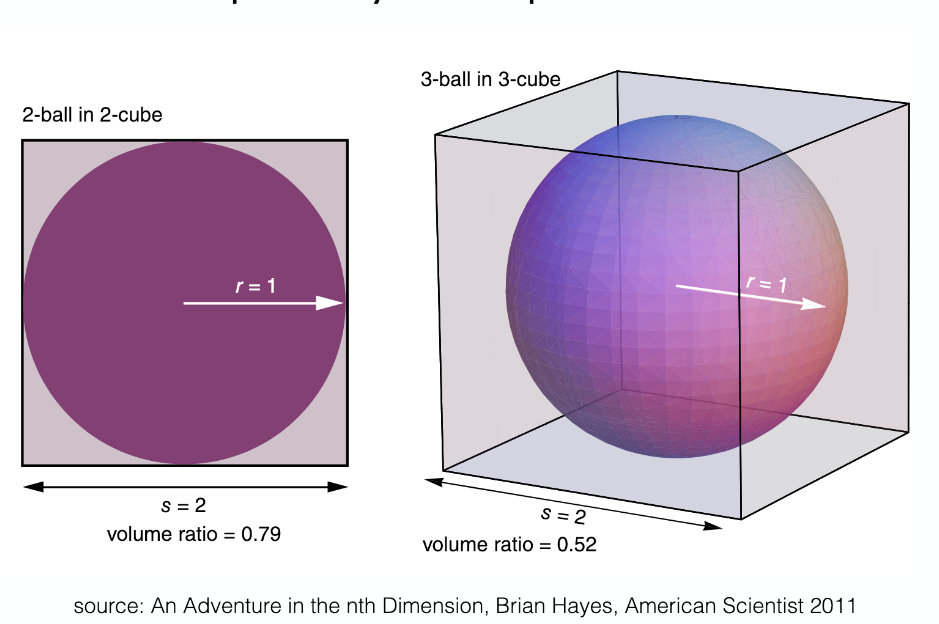 2-ball in 2-cube
r = 1
s = 2
volume ratio = 0.79
3-ball in 3-cube
r = 1
s = 2
volume ratio = 0.52
source: An Adventure in the nth Dimension, Brian Hayes, American Scientist 2011